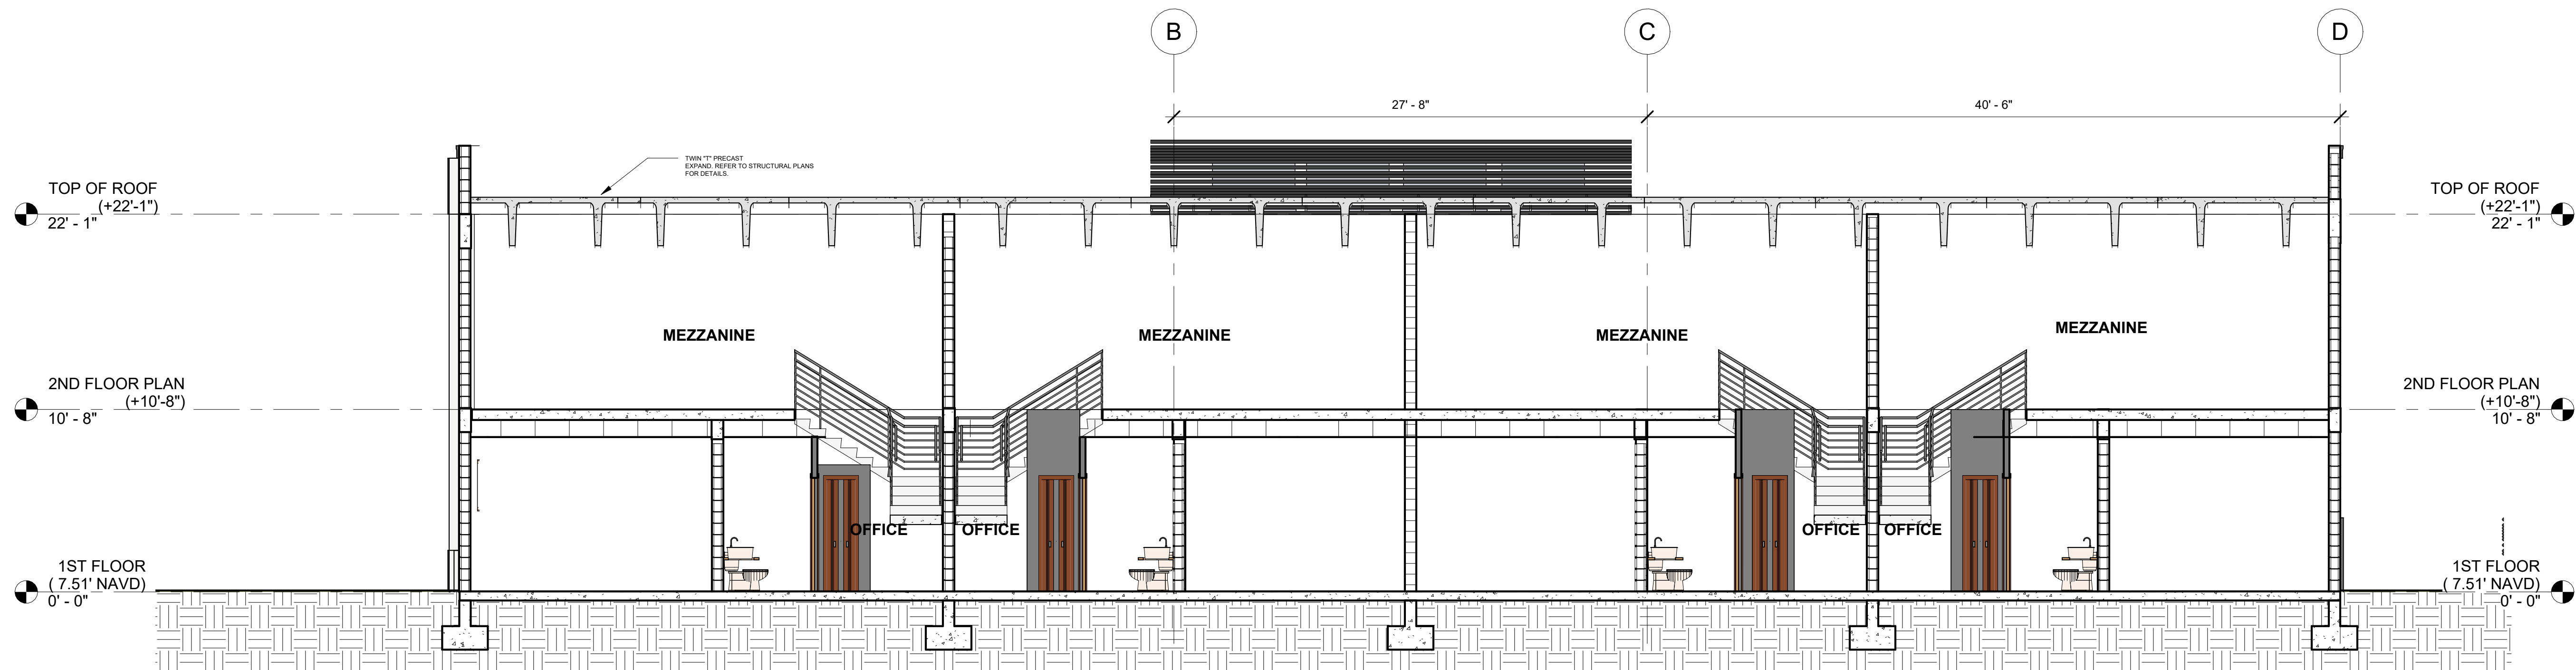 B
C
D
27' - 8"
40' - 6"
TWIN "T" PRECAST
EXPAND. REFER TO STRUCTURAL PLANS
FOR DETAILS.
TOP OF ROOF
(+22'-1")
22' - 1"
TOP OF ROOF
(+22'-1")
22' - 1"
MEZZANINE
MEZZANINE
MEZZANINE
MEZZANINE
2ND FLOOR PLAN
(+10'-8")
10' - 8"
2ND FLOOR PLAN
(+10'-8")
10' - 8"
OFFICE
OFFICE
OFFICE
OFFICE
1ST FLOOR
( 7.51' NAVD)
0' - 0"
1ST FLOOR
( 7.51' NAVD)
0' - 0"